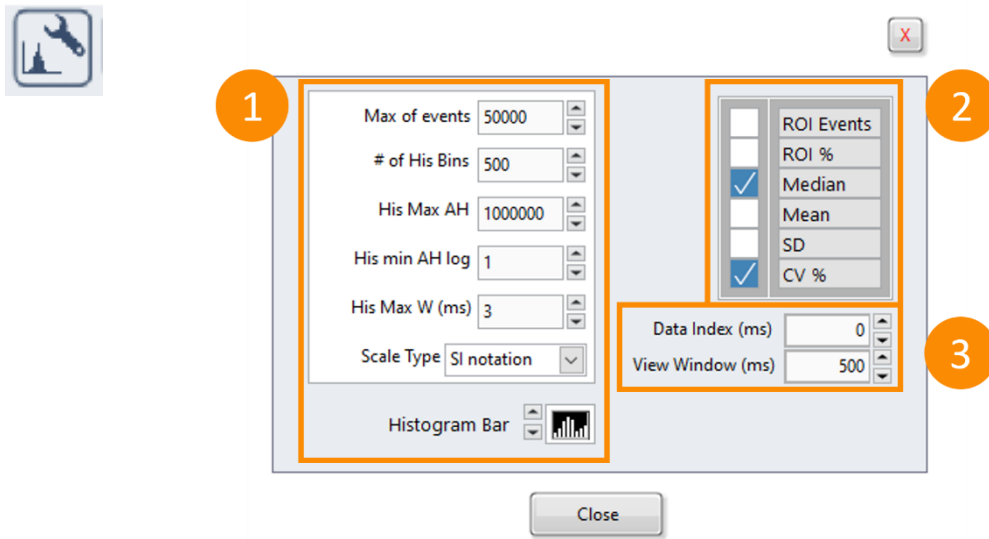 X
1
Max of events 50000
# of His Bins 500
His Max AH 1000000
His min AH log 1
His Max W (ms) 3
Scale Type SI notation
Histogram Bar
2
ROI Events
ROI %
Median
Mean
SD
CV %
3
Data Index (ms) 0
View Window (ms) 500
Close